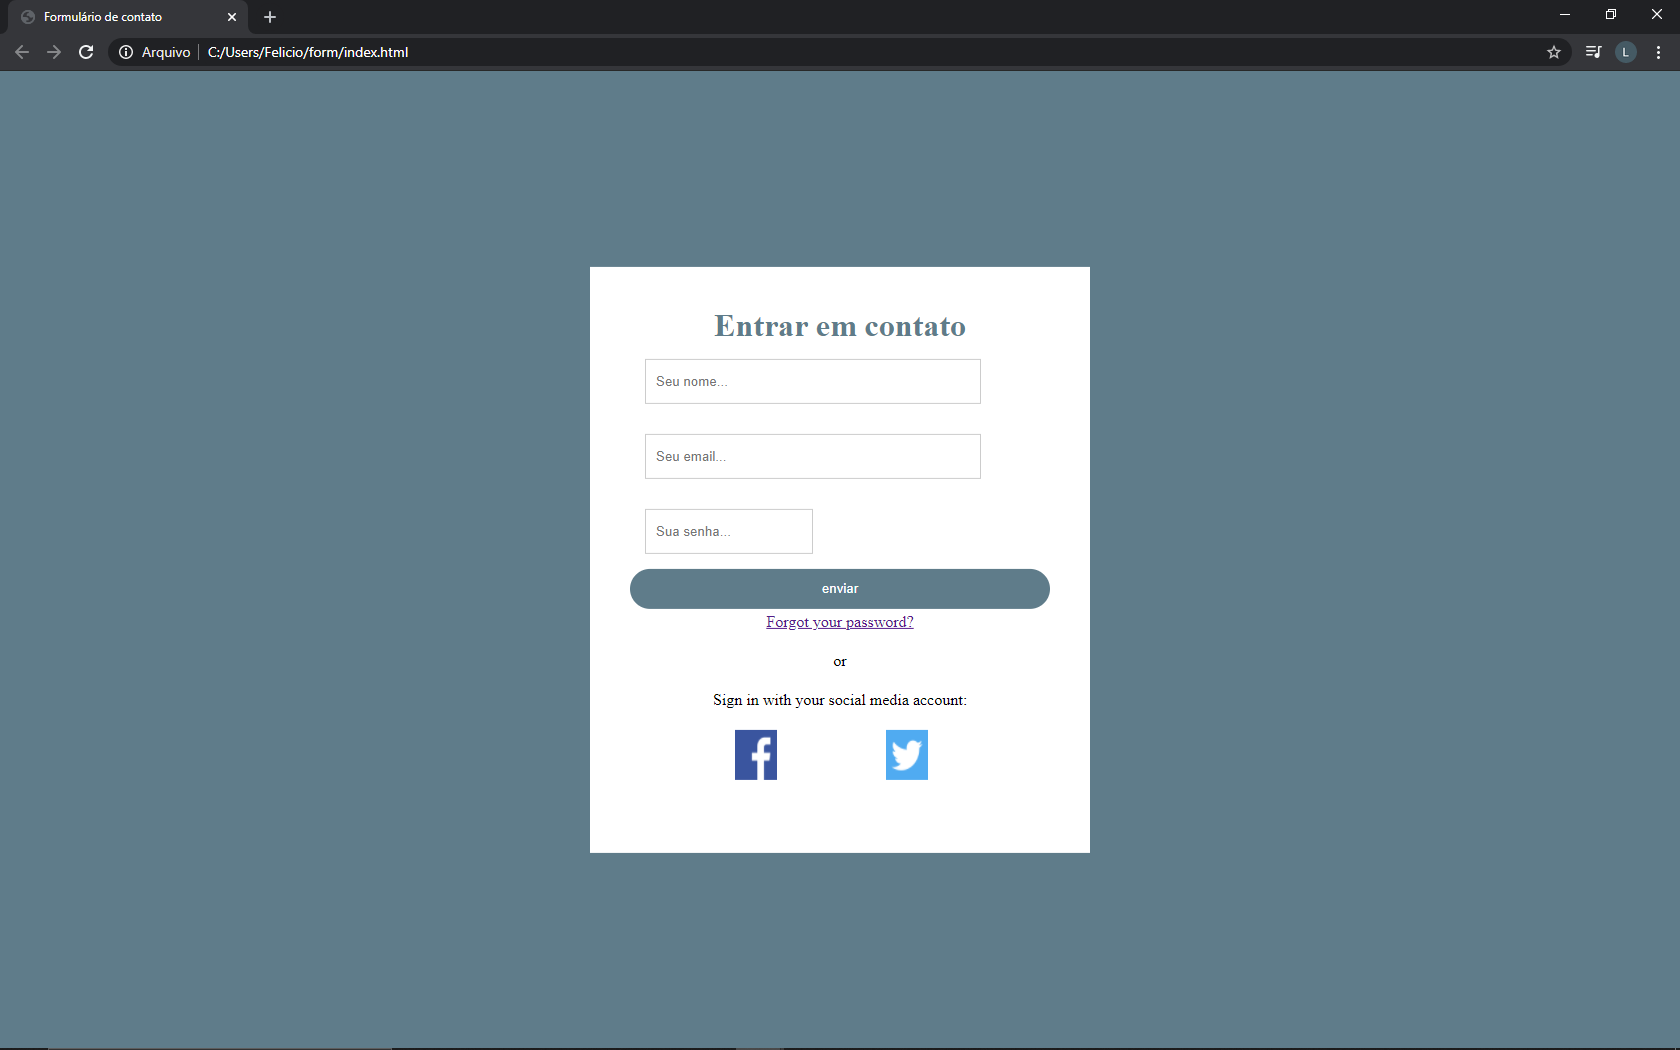 Formulário de contato
Arquivo
C:/Users/Felicio/form/index.html
L
Entrar em contato
Seu nome...
Seu email...
Sua senha...
enviar
Forgot your password?
or
Sign in with your social media account: